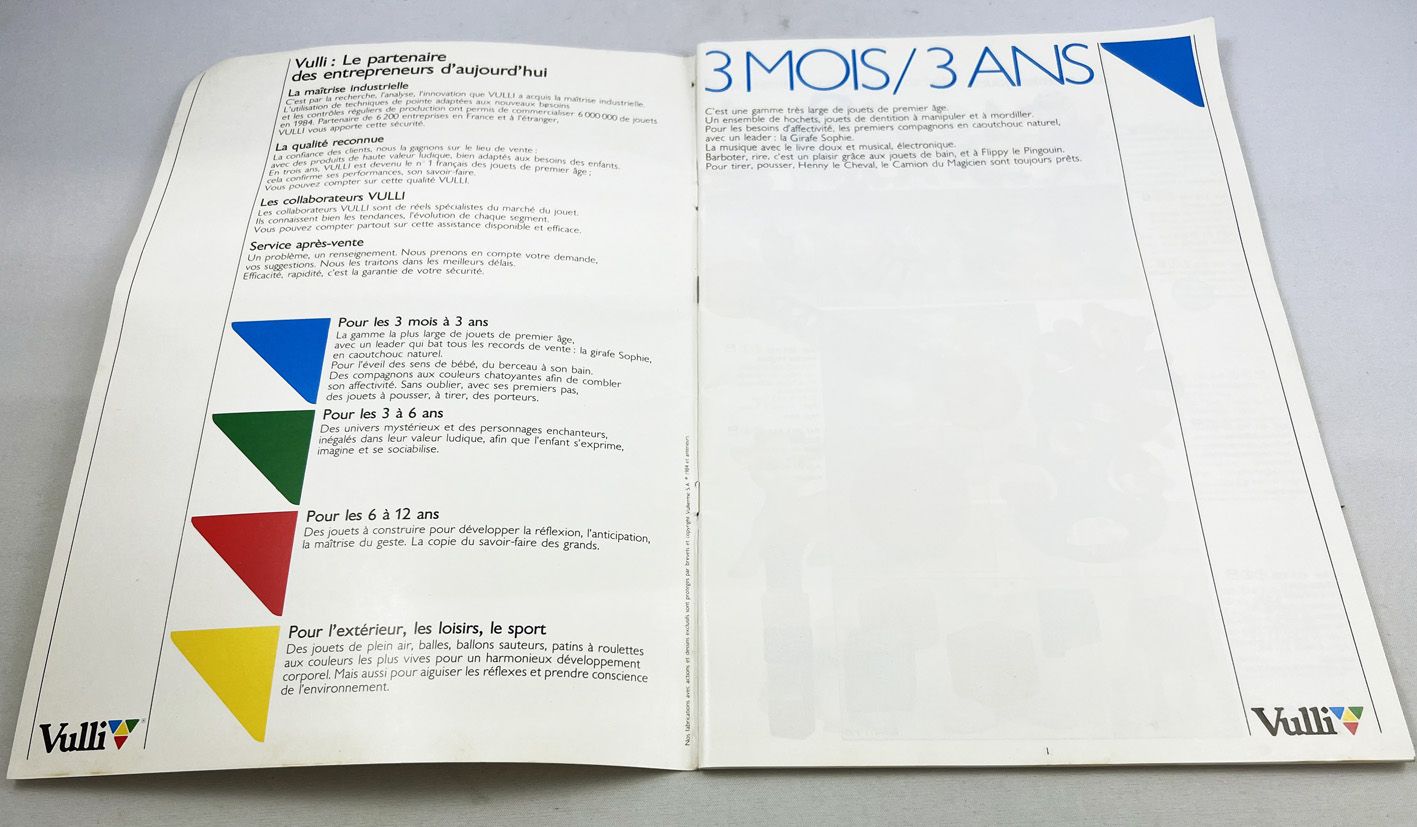 Vulli : Le partenaire
des entrepreneurs d'aujourd'hui
La maîtrise industrielle
C'est par la recherche, l'analyse, l'innovation que VULLI a acquis la maîtrise industrielle.
L'utilisation de techniques de pointe adaptées aux nouveaux besoins
et les contrôles réguliers de production ont permis de commercialiser 6 000 000 de jouets
en 1984. Partenaire de 6 200 entreprises en France et à l'étranger,
VULLI vous apporte cette sécurité.
La qualité reconnue
La confiance des clients, nous la gagnons sur le lieu de vente :
avec des produits de haute valeur ludique, bien adaptés aux besoins des enfants.
En trois ans, VULLI est devenu le n° 1 français des jouets de premier âge ;
cela confirme ses performances, son savoir-faire.
Vous pouvez compter sur cette qualité VULLI.
Les collaborateurs VULLI
Les collaborateurs VULLI sont de réels spécialistes du marché du jouet.
Ils connaissent bien les tendances, l'évolution de chaque segment.
Vous pouvez compter partout sur cette assistance disponible et efficace.
Service après-vente
Un problème, un renseignement. Nous prenons en compte votre demande,
vos suggestions. Nous les traitons dans les meilleurs délais.
Efficacité, rapidité, c'est la garantie de votre sécurité.
Pour les 3 mois à 3 ans
La gamme la plus large de jouets de premier âge,
avec un leader qui bat tous les records de vente : la girafe Sophie,
en caoutchouc naturel.
Pour l'éveil des sens de bébé, du berceau à son bain.
Des compagnons aux couleurs chatoyantes afin de combler
son affectivité. Sans oublier, avec ses premiers pas,
des jouets à pousser, à tirer, des porteurs.
Pour les 3 à 6 ans
Des univers mystérieux et des personnages enchanteurs,
inégalés dans leur valeur ludique, afin que l'enfant s'exprime,
imagine et se sociabilise.
Pour les 6 à 12 ans
Des jouets à construire pour développer la réflexion, l'anticipation,
la maîtrise du geste. La copie du savoir-faire des grands.
Pour l'extérieur, les loisirs, le sport
Des jouets de plein air, balles, ballons sauteurs, patins à roulettes
aux couleurs les plus vives pour un harmonieux développement
corporel. Mais aussi pour aiguiser les réflexes et prendre conscience
de l'environnement.
Vulli®
Nos fabrications avec actions et dessins exclusifs sont protégés par brevets et copyright Vullierme S.A. ® 1984 et antérieurs
3 MOIS / 3 ANS
C'est une gamme très large de jouets de premier âge.
Un ensemble de hochets, jouets de dentition à manipuler et à mordiller.
Pour les besoins d'affectivité, les premiers compagnons en caoutchouc naturel,
avec un leader : la Girafe Sophie.
La musique avec le livre doux et musical, électronique.
Barboter, rire, c'est un plaisir grâce aux jouets de bain, et à Flippy le Pingouin.
Pour tirer, pousser, Henny le Cheval, le Camion du Magicien sont toujours prêts.
1
Vulli